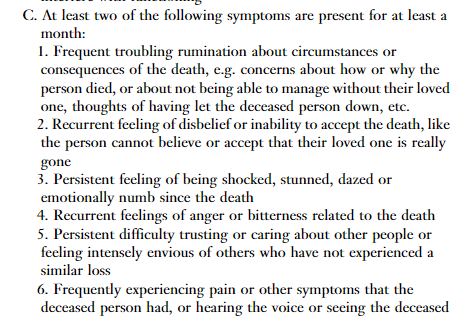 C. At least two of the following symptoms are present for at least a
month:
1. Frequent troubling rumination about circumstances or
consequences of the death, e.g. concerns about how or why the
person died, or about not being able to manage without their loved
one, thoughts of having let the deceased person down, etc.
2. Recurrent feeling of disbelief or inability to accept the death, like
the person cannot believe or accept that their loved one is really
gone
3. Persistent feeling of being shocked, stunned, dazed or
emotionally numb since the death
4. Recurrent feelings of anger or bitterness related to the death
5. Persistent difficulty trusting or caring about other people or
feeling intensely envious of others who have not experienced a
similar loss
6. Frequently experiencing pain or other symptoms that the
deceased person had, or hearing the voice or seeing the deceased